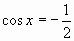 cos x = -1/2